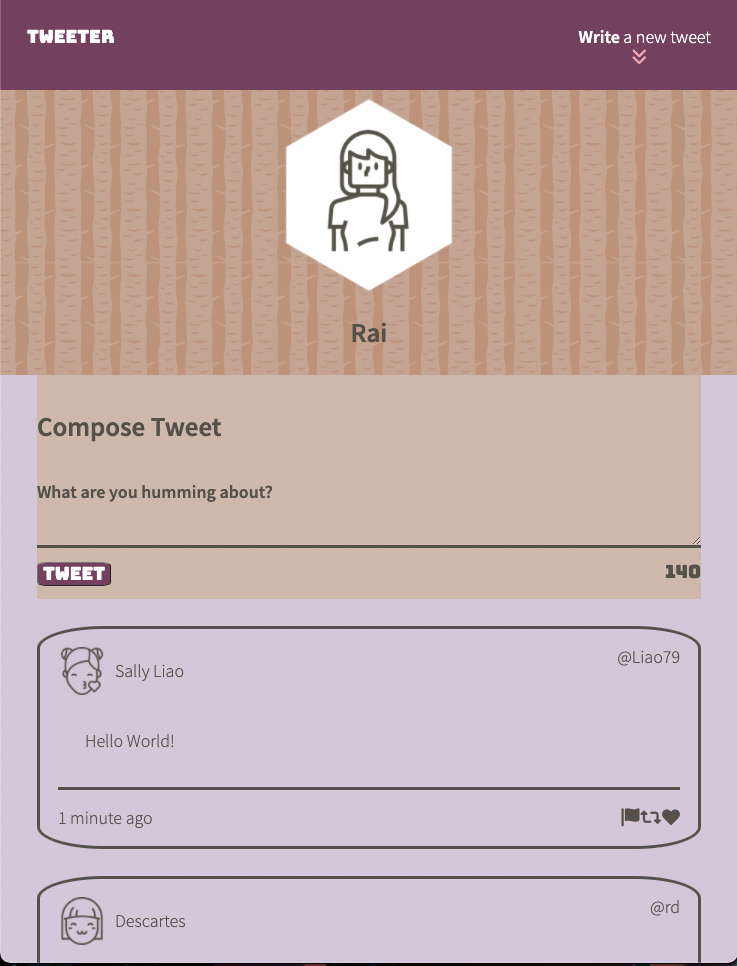 TWEETER
Write a new tweet
Rai
Compose Tweet
What are you humming about?
TWEET
140
Sally Liao
@Liao79
Hello World!
1 minute ago
Descartes
@rd